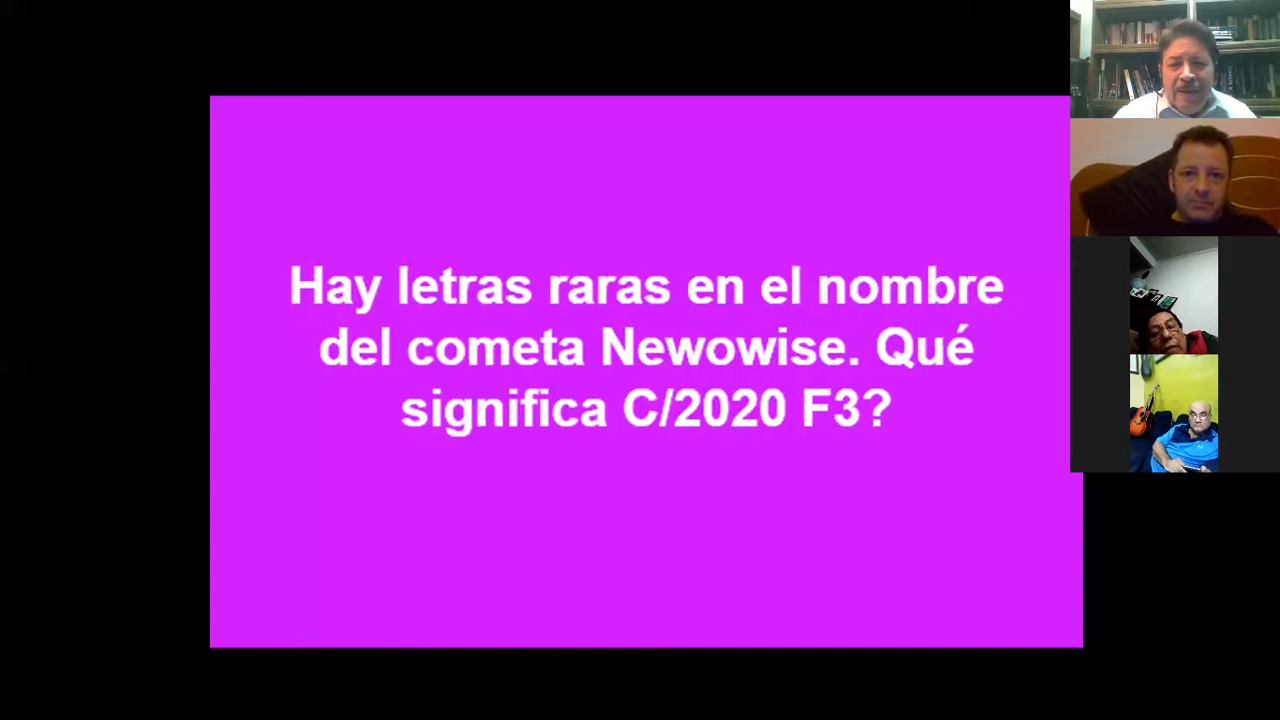 Hay letras raras en el nombre
del cometa Newowise. Qué
significa C/2020 F3?